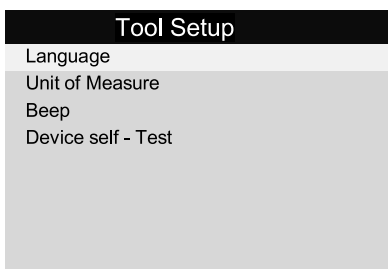 Tool Setup
Language
Unit of Measure
Beep
Device self - Test